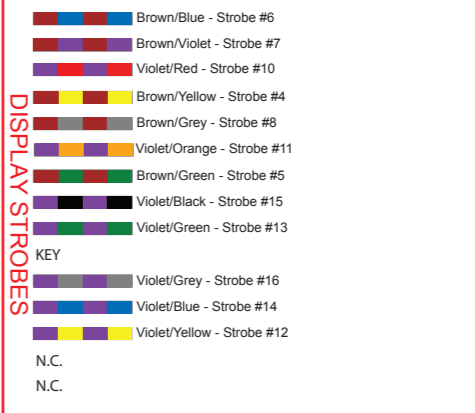 DISPLAY STROBES
Brown/Blue - Strobe #6
Brown/Violet - Strobe #7
Violet/Red - Strobe #10
Brown/Yellow - Strobe #4
Brown/Grey - Strobe #8
Violet/Orange - Strobe #11
Brown/Green - Strobe #5
Violet/Black - Strobe #15
Violet/Green - Strobe #13
KEY
Violet/Grey - Strobe #16
Violet/Blue - Strobe #14
Violet/Yellow - Strobe #12
N.C.
N.C.